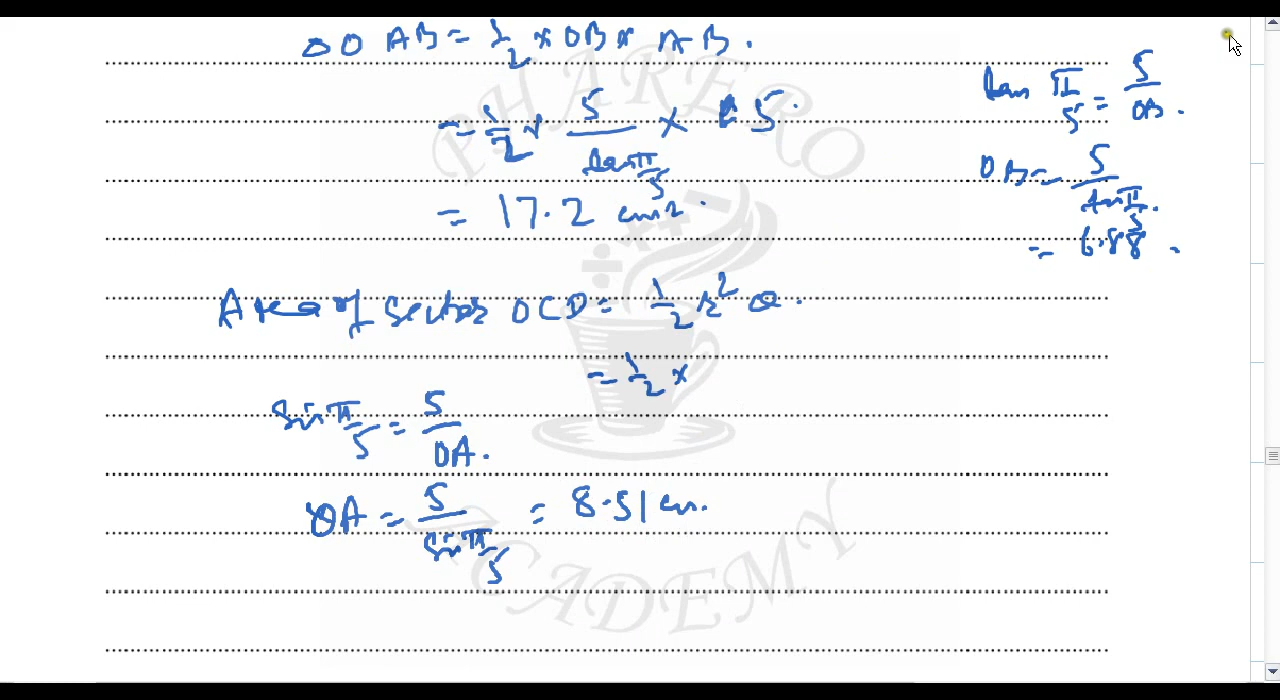 △OAB = 1/2 × OB × AB.
= 1/2 × 5/tan π/5 × 5.
= 17.2 cm².
tan π/5 = 5/OB.
OB = 5/tan π/5.
= 6.88.
Area of sector OCD = 1/2 r² θ.
= 1/2 ×
Sin π/5 = 5/OA.
OA = 5/Sin π/5 = 8.51 cm.
PHARERO
ACADEMY